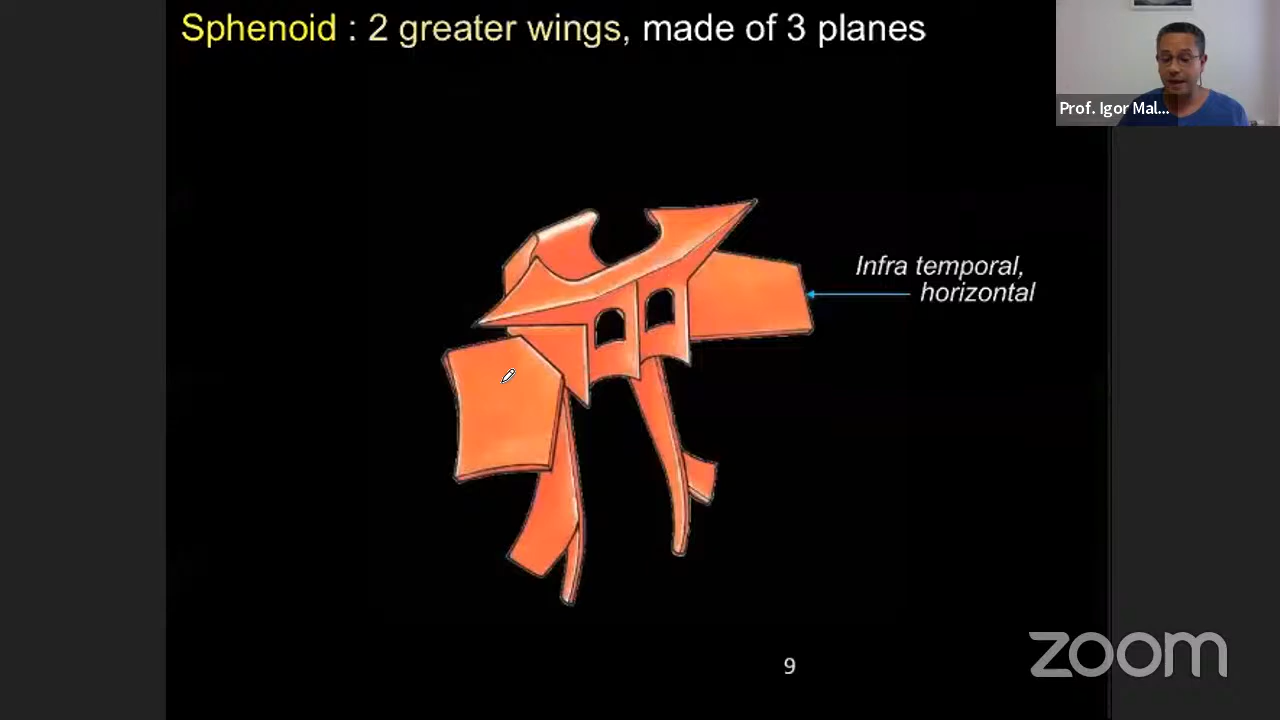 Sphenoid : 2 greater wings, made of 3 planes
Prof. Igor Mal...
Infra temporal,
horizontal
zoom
9